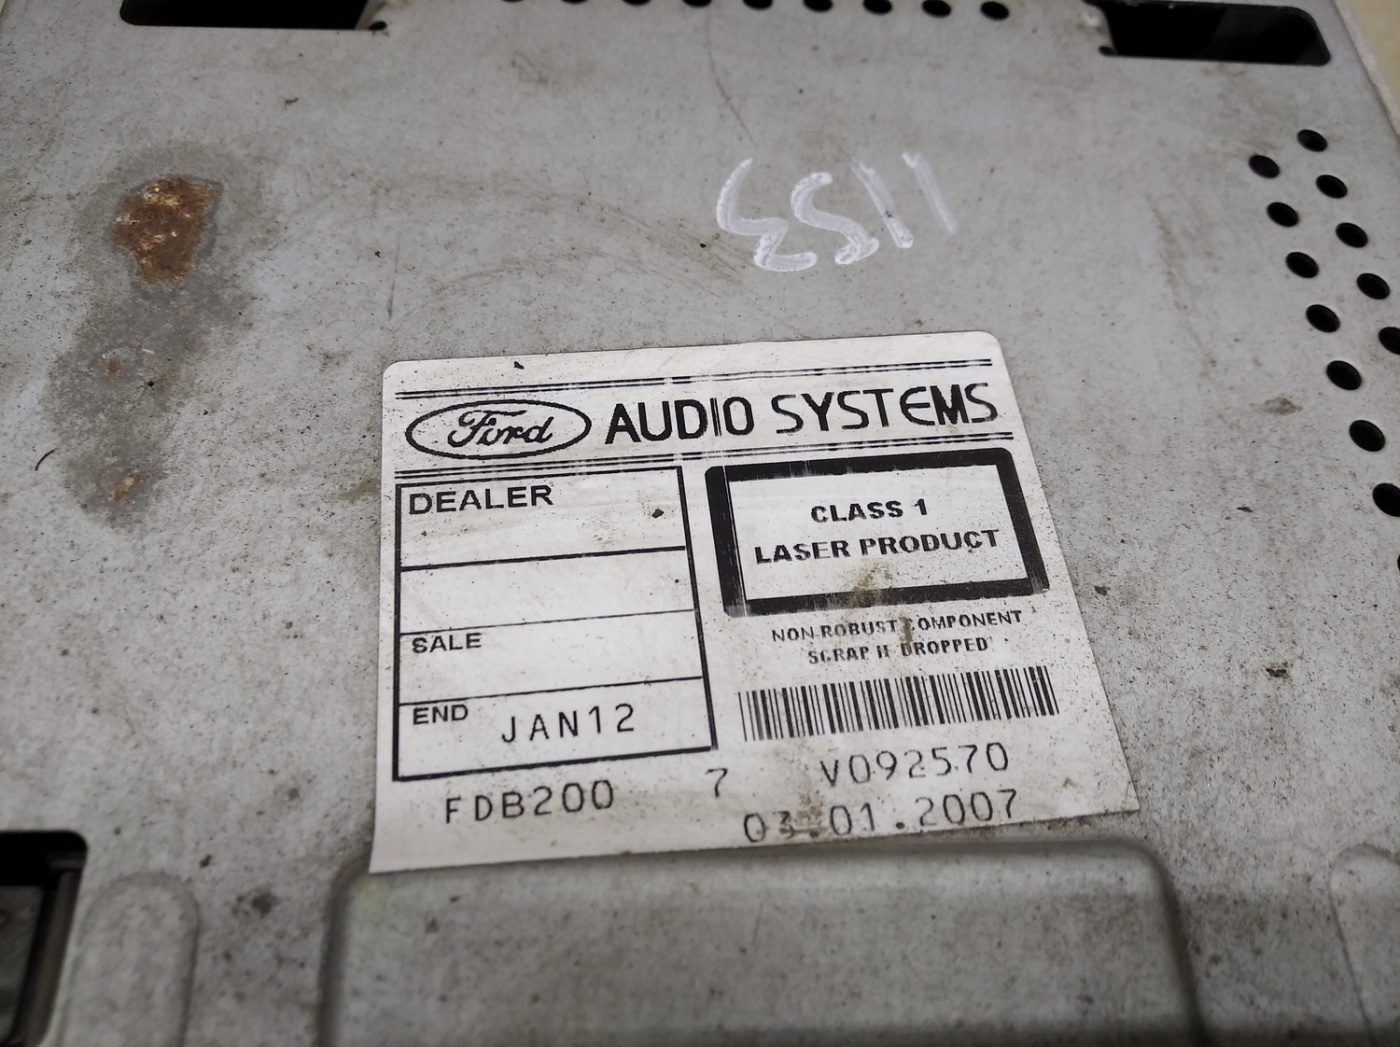 1153
Ford AUDIO SYSTEMS
DEALER
CLASS 1
LASER PRODUCT
NON-ROBUST COMPONENT
SCRAP IF DROPPED
SALE
END JAN12
FDB200 7 V092570
03.01.2007